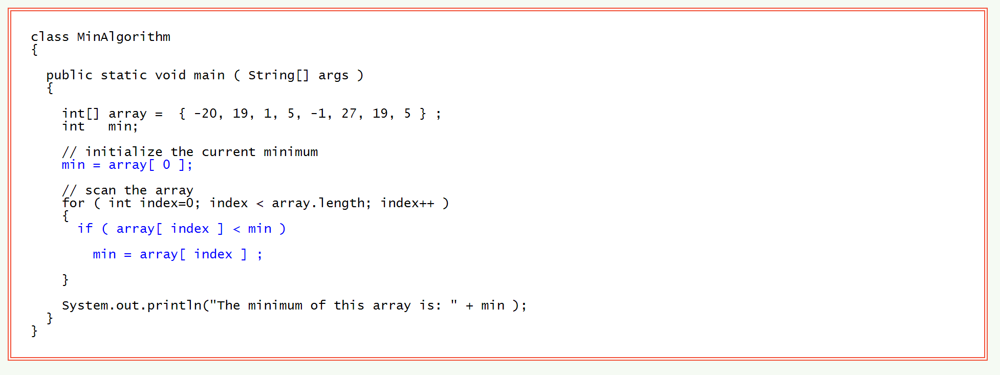 class MinAlgorithm
{
public static void main ( String[] args )
{
int[] array =  { -20, 19, 1, 5, -1, 27, 19, 5 } ;
int   min;
// initialize the current minimum
min = array[ 0 ];
// scan the array
for ( int index=0; index < array.length; index++ )
{
if ( array[ index ] < min )
min = array[ index ] ;
}
System.out.println("The minimum of this array is: " + min );
}
}